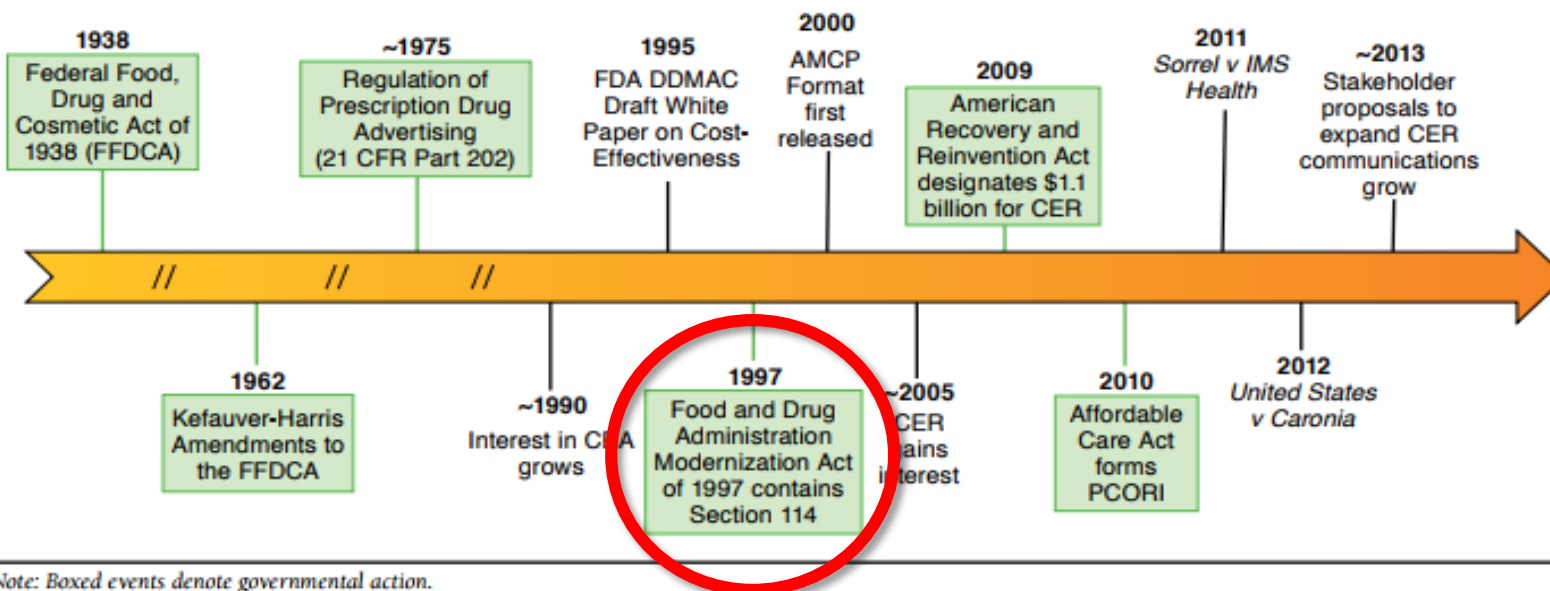 1938
Federal Food,
Drug and
Cosmetic Act of
1938 (FFDCA)
~1975
Regulation of
Prescription Drug
Advertising
(21 CFR Part 202)
1995
FDA DDMAC
Draft White
Paper on Cost-
Effectiveness
2000
AMCP
Format
first
released
2009
American
Recovery and
Reinvention Act
designates $1.1
billion for CER
2011
Sorrel v IMS
Health
~2013
Stakeholder
proposals to
expand CER
communications
grow
// // //
1962
Kefauver-Harris
Amendments to
the FFDCA
~1990
Interest in CEA
grows
1997
Food and Drug
Administration
Modernization Act
of 1997 contains
Section 114
~2005
CER
gains
interest
2010
Affordable
Care Act
forms
PCORI
2012
United States
v Caronia
Note: Boxed events denote governmental action.